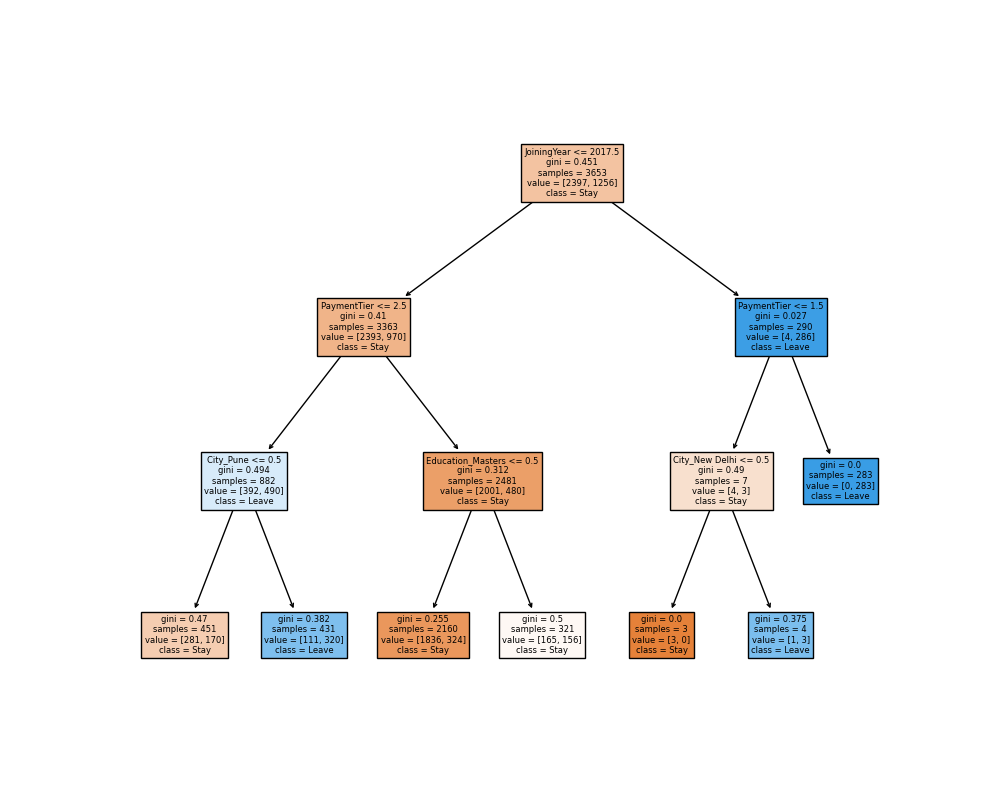 JoiningYear <= 2017.5
gini = 0.451
samples = 3653
value = [2397, 1256]
class = Stay
PaymentTier <= 2.5
gini = 0.41
samples = 3363
value = [2393, 970]
class = Stay
PaymentTier <= 1.5
gini = 0.027
samples = 290
value = [4, 286]
class = Leave
City_Pune <= 0.5
gini = 0.494
samples = 882
value = [392, 490]
class = Leave
Education_Masters <= 0.5
gini = 0.312
samples = 2481
value = [2001, 480]
class = Stay
City_New Delhi <= 0.5
gini = 0.49
samples = 7
value = [4, 3]
class = Stay
gini = 0.0
samples = 283
value = [0, 283]
class = Leave
gini = 0.47
samples = 451
value = [281, 170]
class = Stay
gini = 0.382
samples = 431
value = [111, 320]
class = Leave
gini = 0.255
samples = 2160
value = [1836, 324]
class = Stay
gini = 0.5
samples = 321
value = [165, 156]
class = Stay
gini = 0.0
samples = 3
value = [3, 0]
class = Stay
gini = 0.375
samples = 4
value = [1, 3]
class = Leave